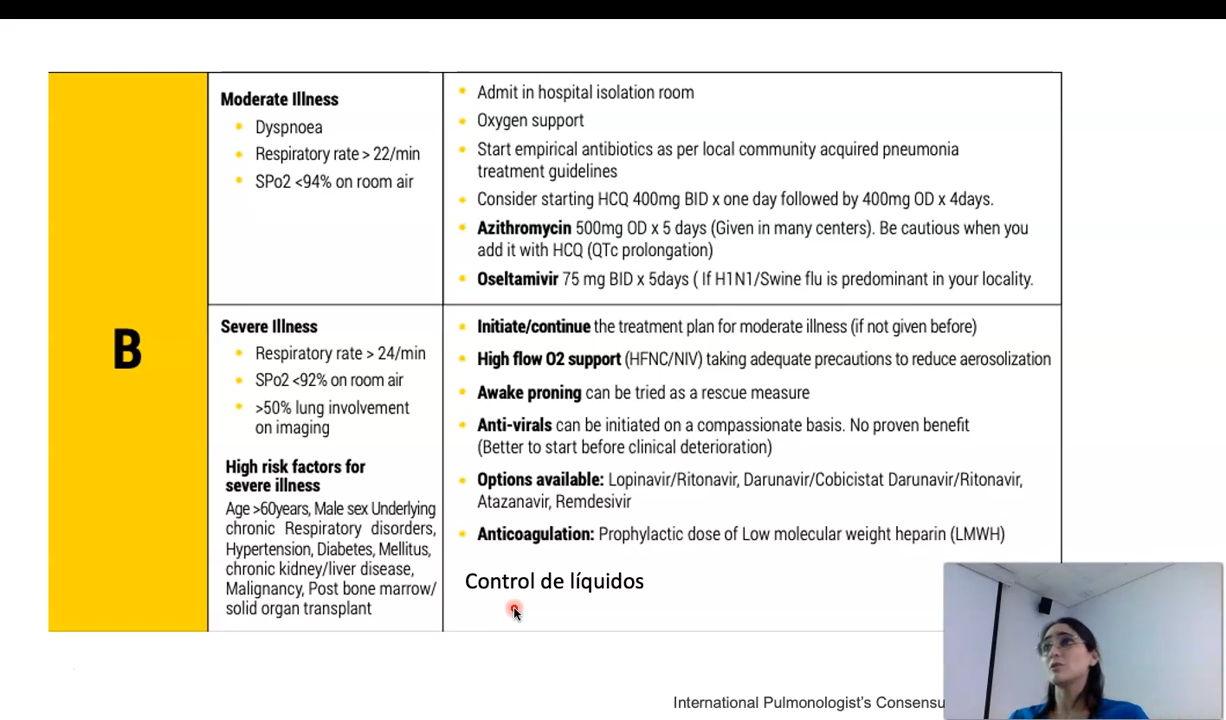 B
Moderate Illness
Dyspnoea
Respiratory rate > 22/min
SPo2 <94% on room air
Admit in hospital isolation room
Oxygen support
Start empirical antibiotics as per local community acquired pneumonia
treatment guidelines
Consider starting HCQ 400mg BID x one day followed by 400mg OD x 4days.
Azithromycin 500mg OD x 5 days (Given in many centers). Be cautious when you
add it with HCQ (QTc prolongation)
Oseltamivir 75 mg BID x 5days ( If H1N1/Swine flu is predominant in your locality.
Severe Illness
Respiratory rate > 24/min
SPo2 <92% on room air
>50% lung involvement
on imaging
High risk factors for
severe illness
Age >60years, Male sex Underlying
chronic Respiratory disorders,
Hypertension, Diabetes, Mellitus,
chronic kidney/liver disease,
Malignancy, Post bone marrow/
solid organ transplant
Initiate/continue the treatment plan for moderate illness (if not given before)
High flow O2 support (HFNC/NIV) taking adequate precautions to reduce aerosolization
Awake proning can be tried as a rescue measure
Anti-virals can be initiated on a compassionate basis. No proven benefit
(Better to start before clinical deterioration)
Options available: Lopinavir/Ritonavir, Darunavir/Cobicistat Darunavir/Ritonavir,
Atazanavir, Remdesivir
Anticoagulation: Prophylactic dose of Low molecular weight heparin (LMWH)
Control de líquidos
International Pulmonologist's Consensu